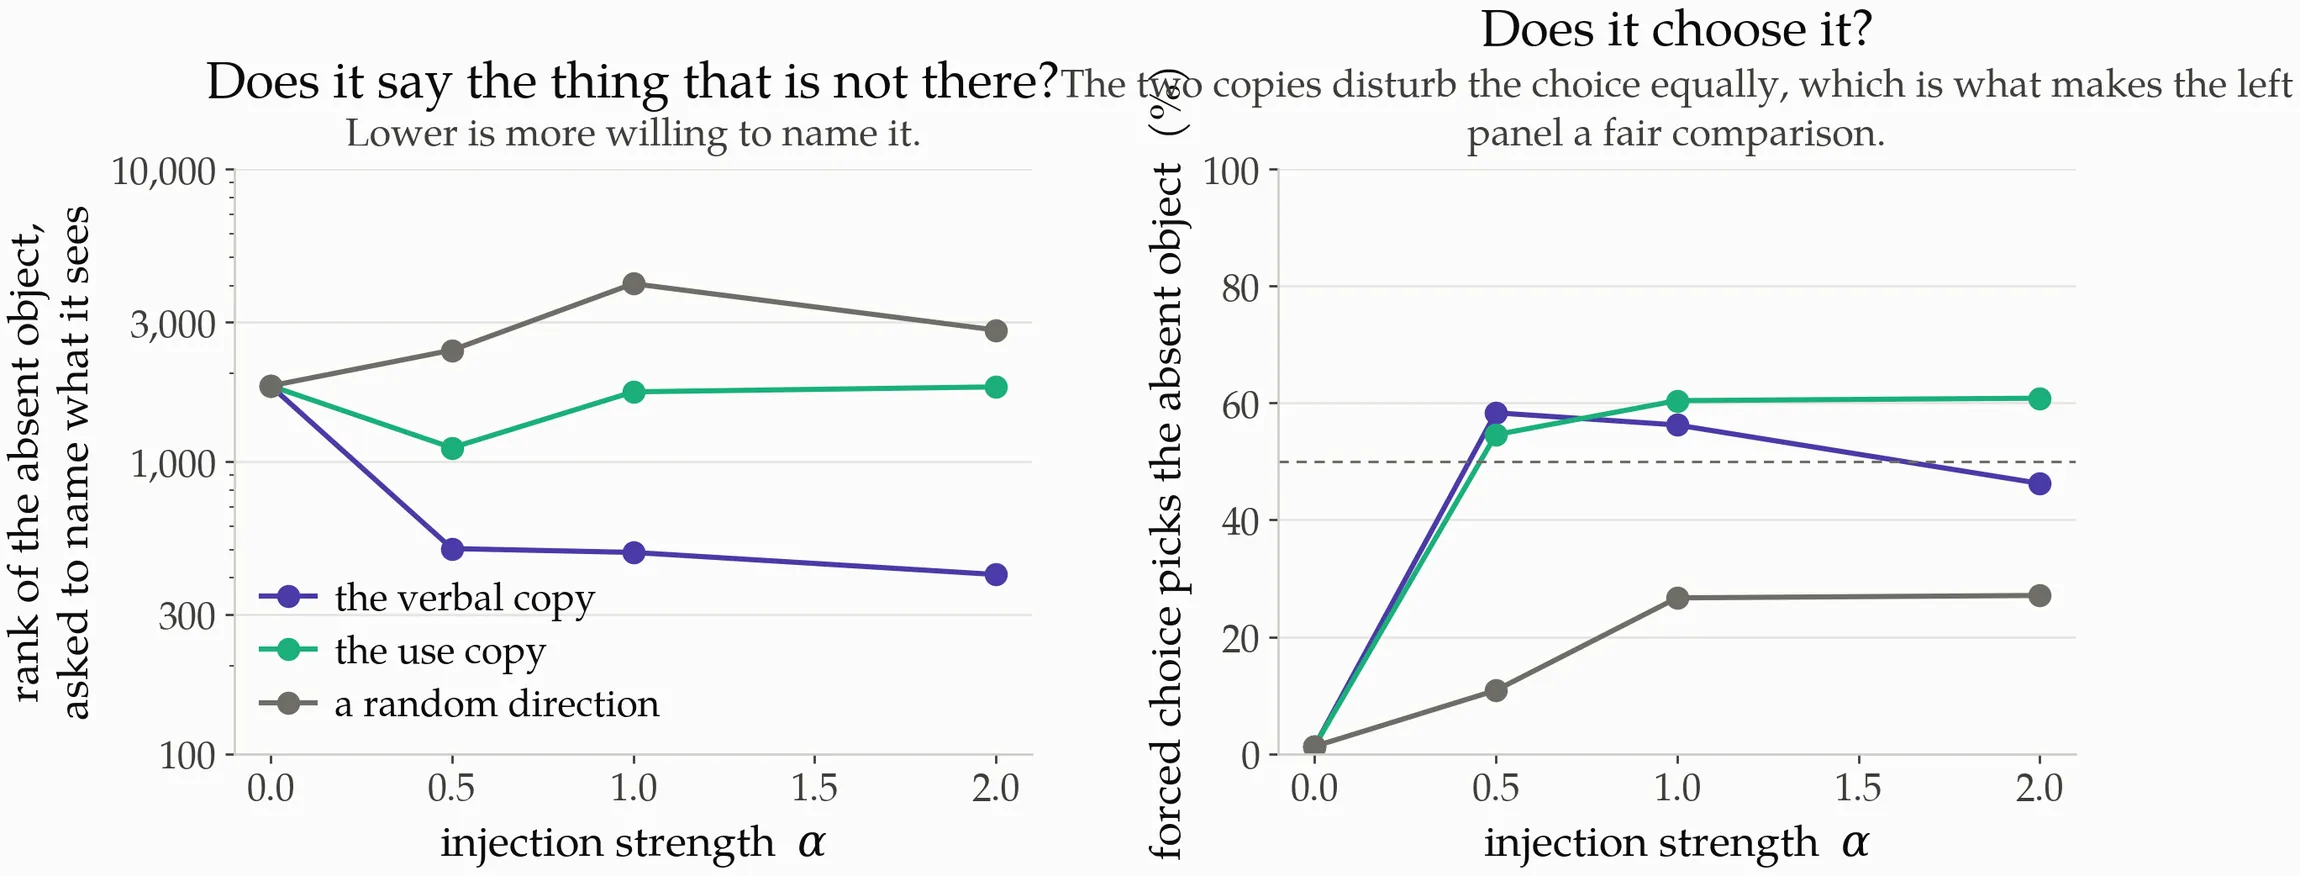 Does it say the thing that is not there?
Lower is more willing to name it.
rank of the absent object,
asked to name what it sees
10,000
3,000
1,000
300
100
the verbal copy
the use copy
a random direction
0.0 0.5 1.0 1.5 2.0
injection strength α
Does it choose it?
The two copies disturb the choice equally, which is what makes the left
panel a fair comparison.
forced choice picks the absent object (%)
100
80
60
40
20
0
0.0 0.5 1.0 1.5 2.0
injection strength α